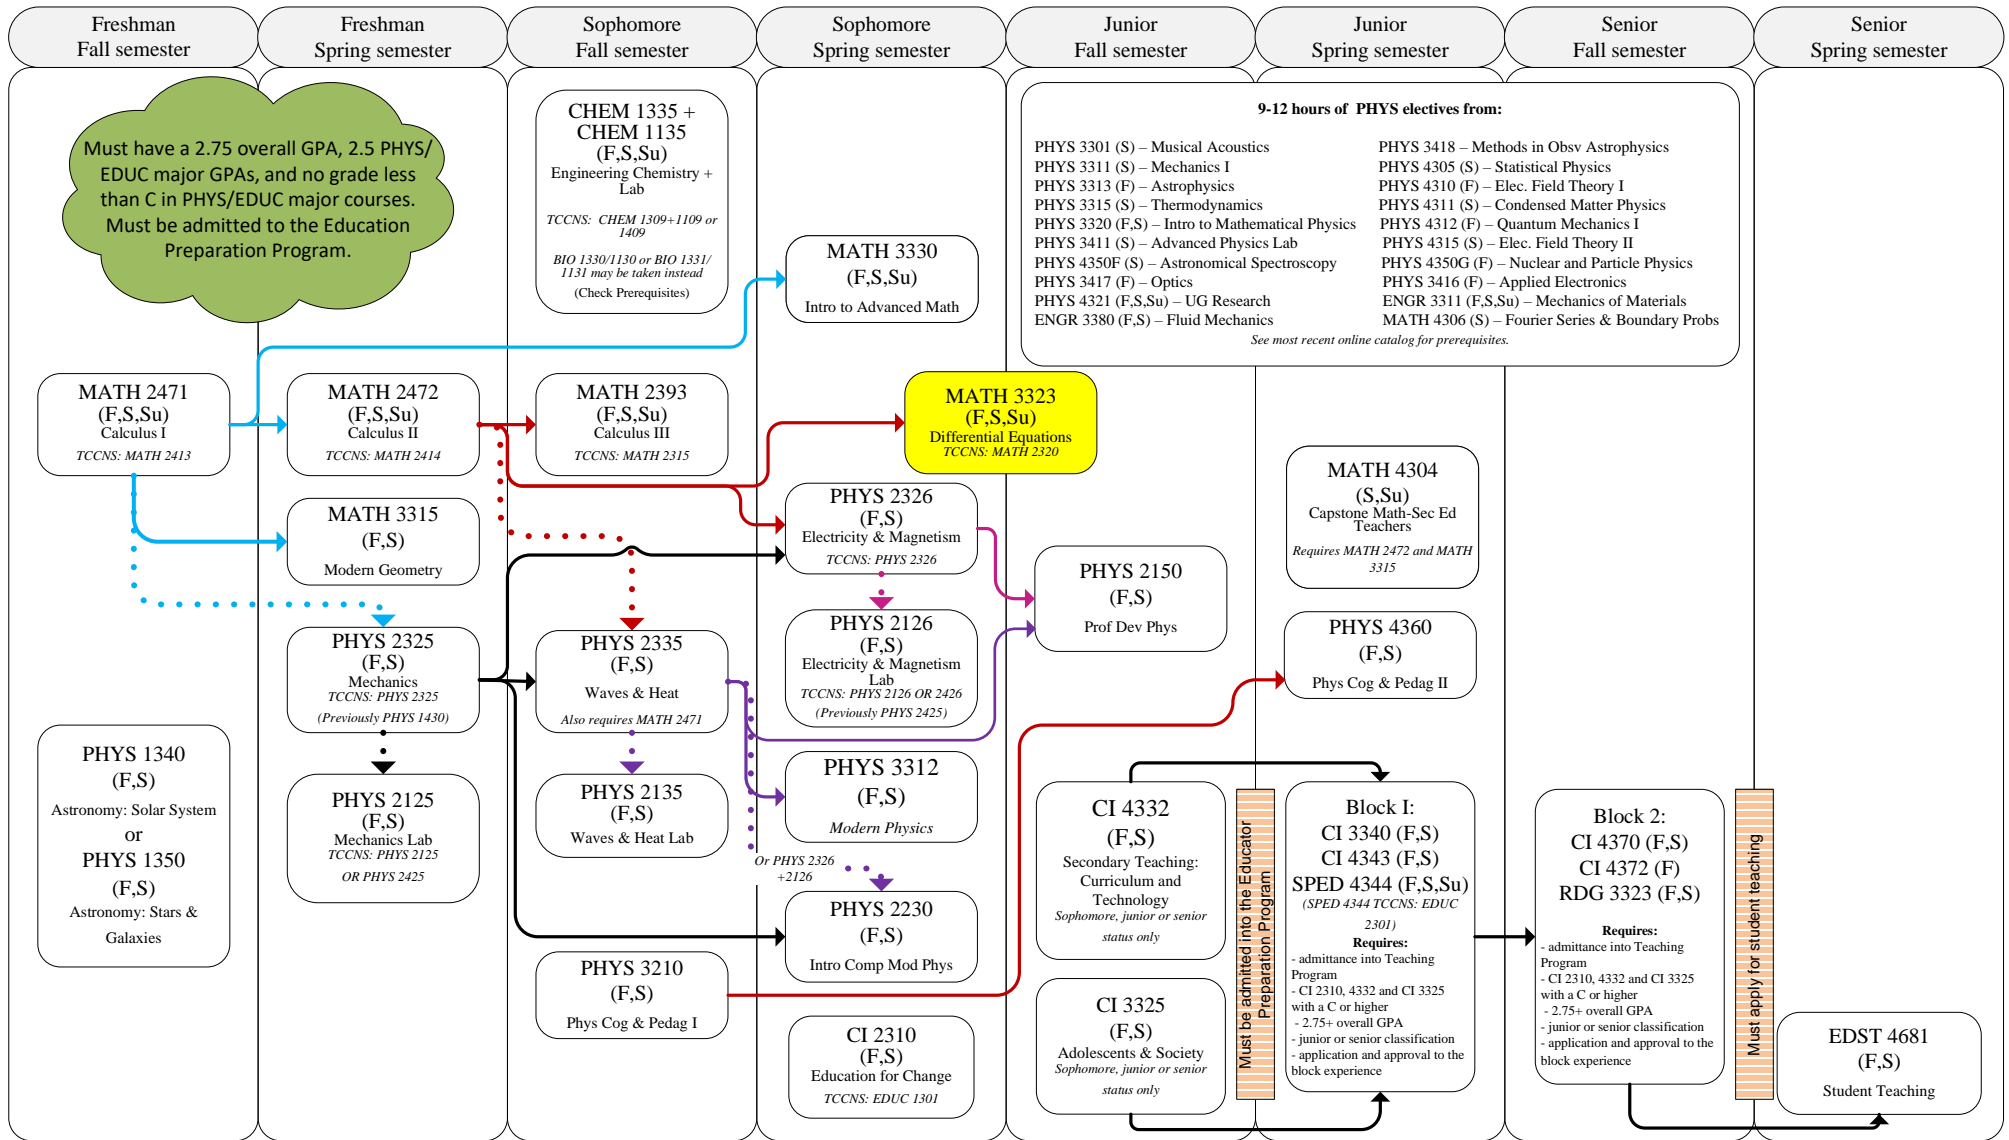 Freshman
Fall semester
Freshman
Spring semester
Sophomore
Fall semester
Sophomore
Spring semester
Junior
Fall semester
Junior
Spring semester
Senior
Fall semester
Senior
Spring semester
Must have a 2.75 overall GPA, 2.5 PHYS/
EDUC major GPAs, and no grade less
than C in PHYS/EDUC major courses.
Must be admitted to the Education
Preparation Program.
MATH 2471
(F,S,Su)
Calculus I
TCCNS: MATH 2413
PHYS 1340
(F,S)
Astronomy: Solar System
or
PHYS 1350
(F,S)
Astronomy: Stars &
Galaxies
MATH 2472
(F,S,Su)
Calculus II
TCCNS: MATH 2414
MATH 3315
(F,S)
Modern Geometry
PHYS 2325
(F,S)
Mechanics
TCCNS: PHYS 2325
(Previously PHYS 1430)
PHYS 2125
(F,S)
Mechanics Lab
TCCNS: PHYS 2125
OR PHYS 2425
CHEM 1335 +
CHEM 1135
(F,S,Su)
Engineering Chemistry +
Lab
TCCNS: CHEM 1309+1109 or
1409
BIO 1330/1130 or BIO 1331/
1131 may be taken instead
(Check Prerequisites)
MATH 2393
(F,S,Su)
Calculus III
TCCNS: MATH 2315
PHYS 2335
(F,S)
Waves & Heat
Also requires MATH 2471
PHYS 2135
(F,S)
Waves & Heat Lab
PHYS 3210
(F,S)
Phys Cog & Pedag I
MATH 3330
(F,S,Su)
Intro to Advanced Math
MATH 3323
(F,S,Su)
Differential Equations
TCCNS: MATH 2320
PHYS 2326
(F,S)
Electricity & Magnetism
TCCNS: PHYS 2326
PHYS 2126
(F,S)
Electricity & Magnetism
Lab
TCCNS: PHYS 2126 OR 2426
(Previously PHYS 2425)
PHYS 3312
(F,S)
Modern Physics
Or PHYS 2326
+2126
PHYS 2230
(F,S)
Intro Comp Mod Phys
CI 2310
(F,S)
Education for Change
TCCNS: EDUC 1301
9-12 hours of PHYS electives from:
PHYS 3301 (S) – Musical Acoustics
PHYS 3311 (S) – Mechanics I
PHYS 3313 (F) – Astrophysics
PHYS 3315 (S) – Thermodynamics
PHYS 3320 (F,S) – Intro to Mathematical Physics
PHYS 3411 (S) – Advanced Physics Lab
PHYS 4350F (S) – Astronomical Spectroscopy
PHYS 3417 (F) – Optics
PHYS 4321 (F,S,Su) – UG Research
ENGR 3380 (F,S) – Fluid Mechanics
PHYS 3418 – Methods in Obsv Astrophysics
PHYS 4305 (S) – Statistical Physics
PHYS 4310 (F) – Elec. Field Theory I
PHYS 4311 (S) – Condensed Matter Physics
PHYS 4312 (F) – Quantum Mechanics I
PHYS 4315 (S) – Elec. Field Theory II
PHYS 4350G (F) – Nuclear and Particle Physics
PHYS 3416 (F) – Applied Electronics
ENGR 3311 (F,S,Su) – Mechanics of Materials
MATH 4306 (S) – Fourier Series & Boundary Probs
See most recent online catalog for prerequisites.
PHYS 2150
(F,S)
Prof Dev Phys
CI 4332
(F,S)
Secondary Teaching:
Curriculum and
Technology
Sophomore, junior or senior
status only
CI 3325
(F,S)
Adolescents & Society
Sophomore, junior or senior
status only
Must be admitted into the Educator
Preparation Program
MATH 4304
(S,Su)
Capstone Math-Sec Ed
Teachers
Requires MATH 2472 and MATH
3315
PHYS 4360
(F,S)
Phys Cog & Pedag II
Block I:
CI 3340 (F,S)
CI 4343 (F,S)
SPED 4344 (F,S,Su)
(SPED 4344 TCCNS: EDUC
2301)
Requires:
- admittance into Teaching
Program
- CI 2310, 4332 and CI 3325
with a C or higher
- 2.75+ overall GPA
- junior or senior classification
- application and approval to the
block experience
Block 2:
CI 4370 (F,S)
CI 4372 (F)
RDG 3323 (F,S)
Requires:
- admittance into Teaching
Program
- CI 2310, 4332 and CI 3325
with a C or higher
- 2.75+ overall GPA
- junior or senior classification
- application and approval to the
block experience
Must apply for student teaching
EDST 4681
(F,S)
Student Teaching